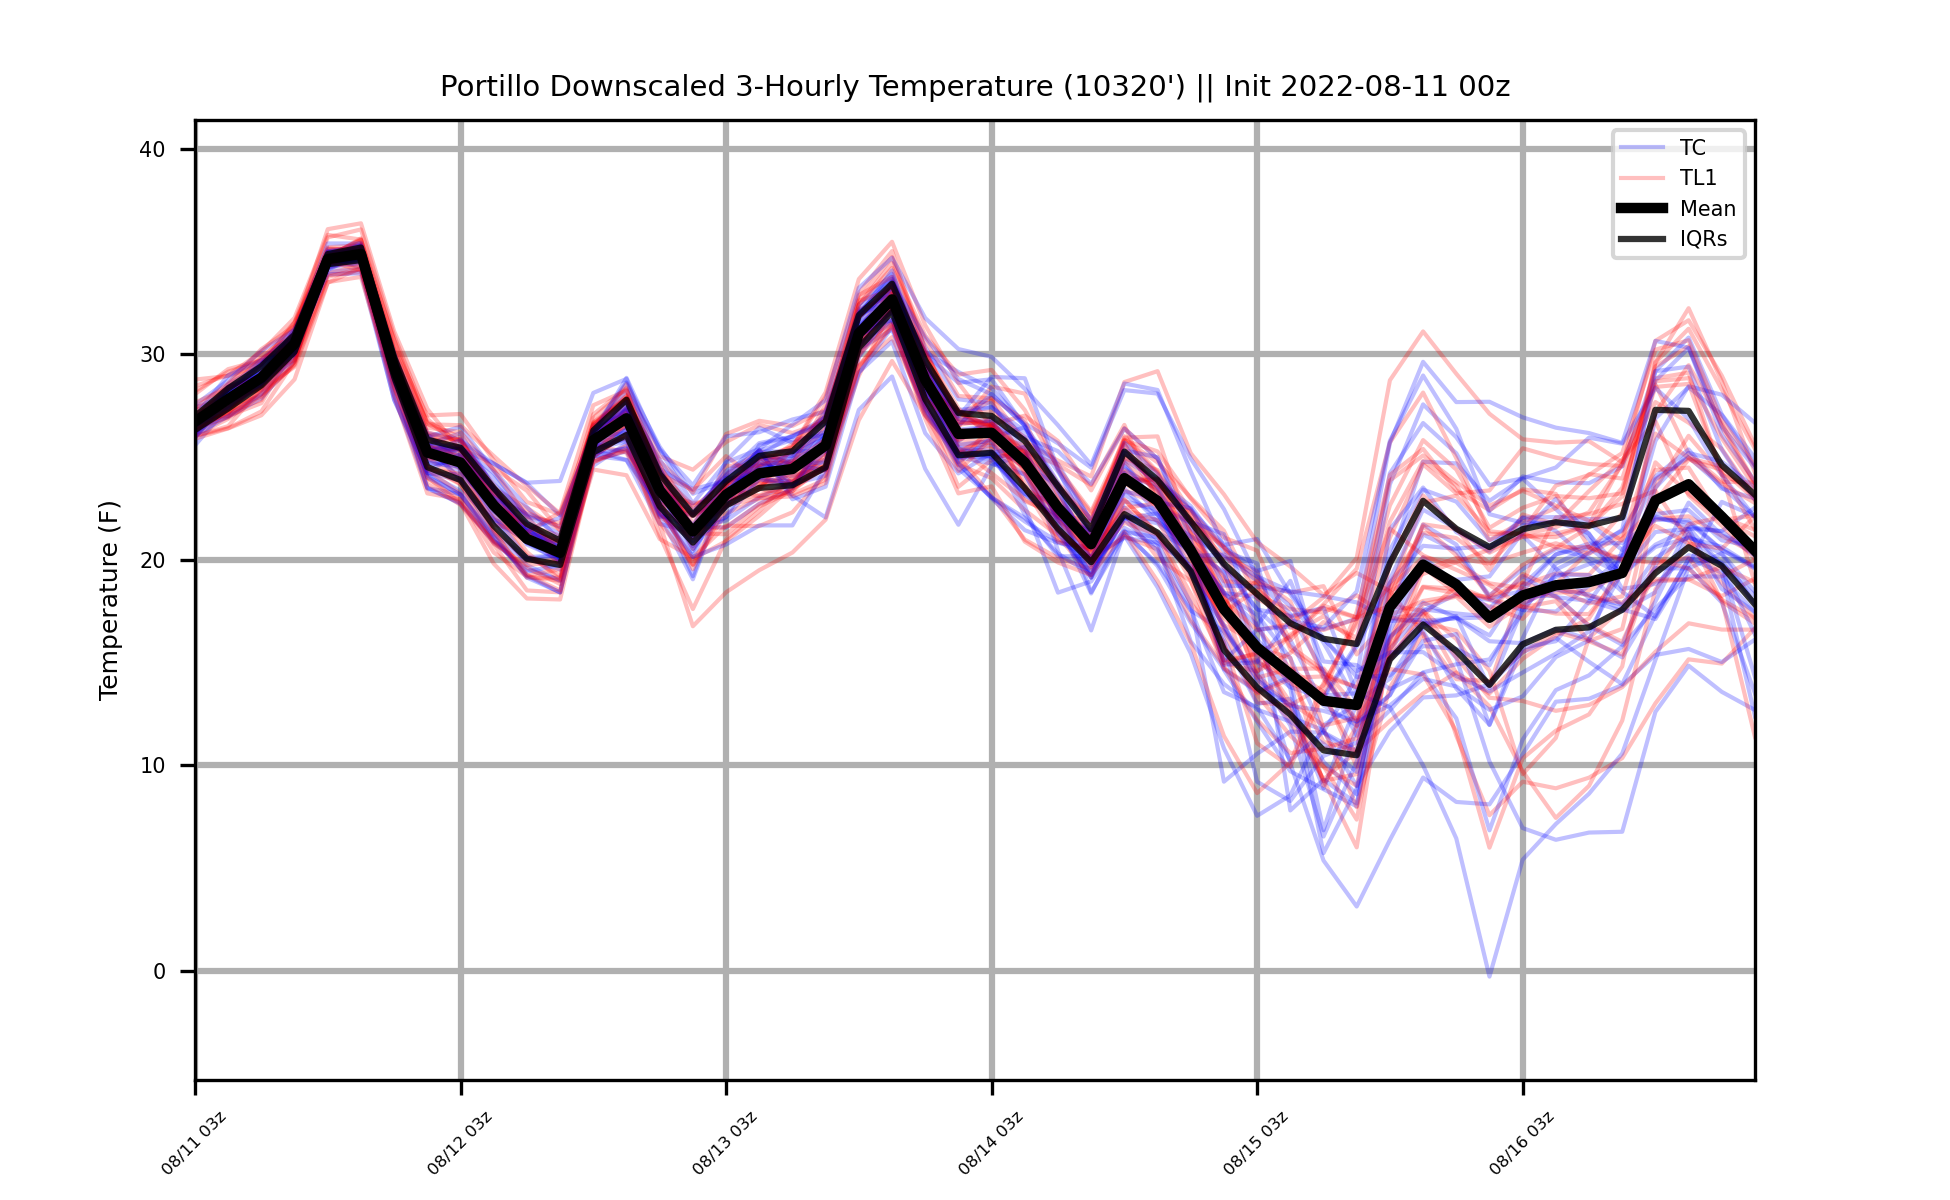 Portillo Downscaled 3-Hourly Temperature (10320') || Init 2022-08-11 00z
TC
TL1
Mean
IQRs
Temperature (F)
40
30
20
10
0
08/11 03z
08/12 03z
08/13 03z
08/14 03z
08/15 03z
08/16 03z